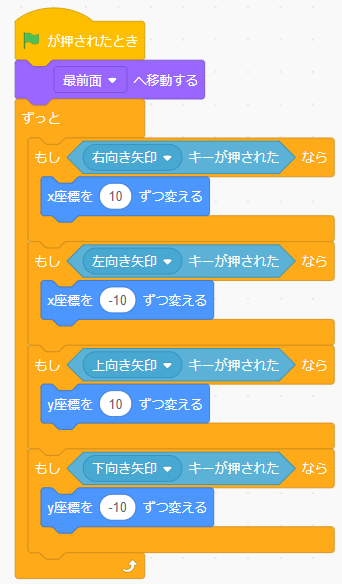 が押されたとき
最前面 へ移動する
ずっと
もし 右向き矢印 キーが押された なら
x座標を 10 ずつ変える
もし 左向き矢印 キーが押された なら
x座標を -10 ずつ変える
もし 上向き矢印 キーが押された なら
y座標を 10 ずつ変える
もし 下向き矢印 キーが押された なら
y座標を -10 ずつ変える